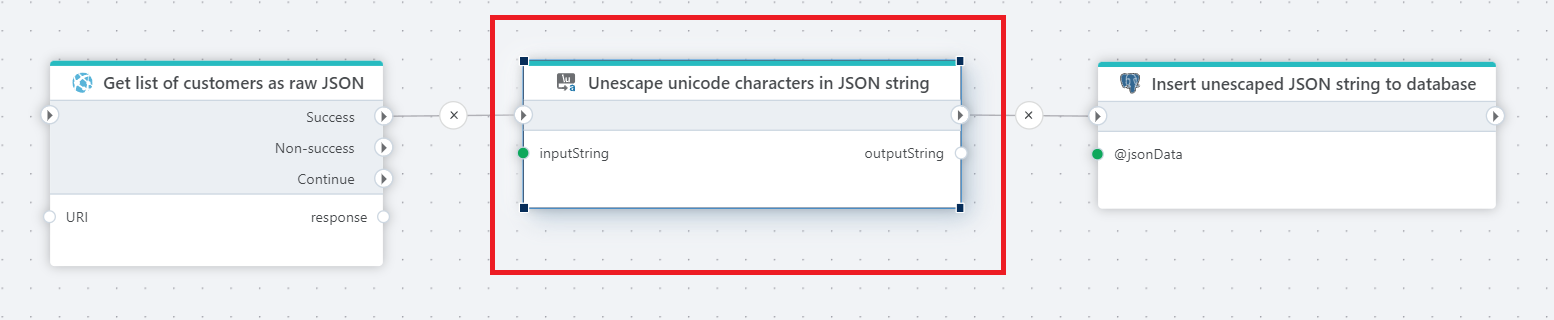 Get list of customers as raw JSON
Success
Non-success
Continue
URI response
\u
a
Unescape unicode characters in JSON string
inputString outputString
Insert unescaped JSON string to database
@jsonData